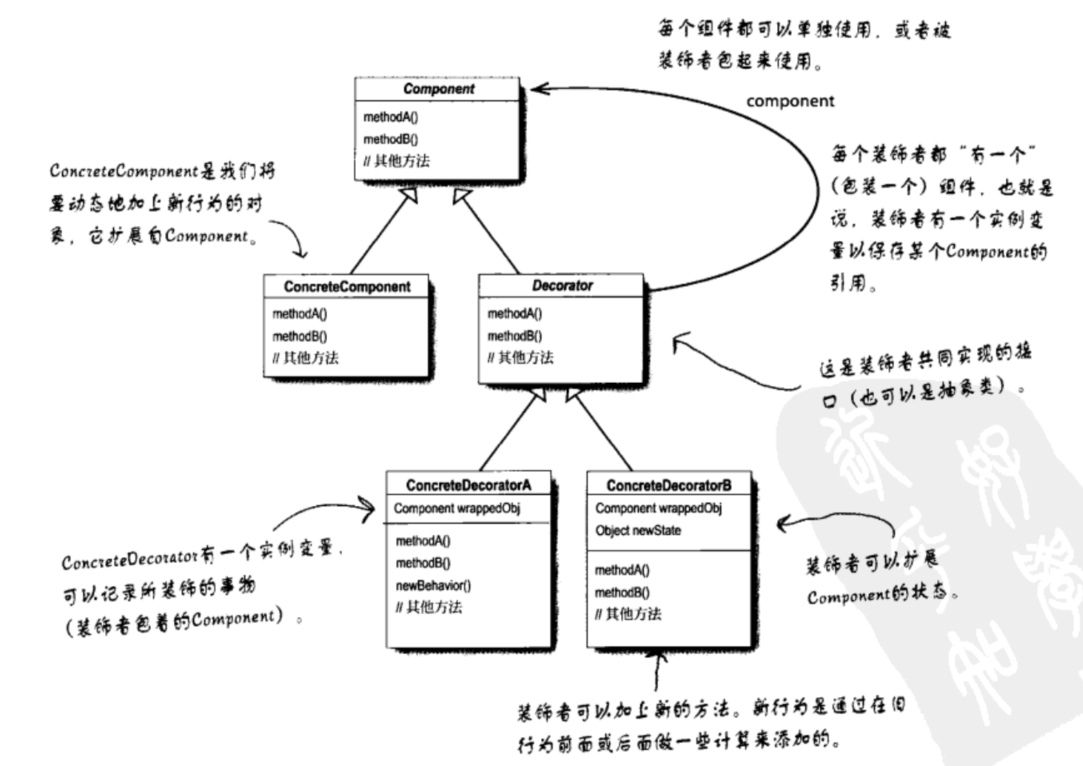 每个组件都可以单独使用，或者被
装饰者包起来使用。
component
Component
methodA()
methodB()
// 其他方法
ConcreteComponent是我们将
要动态地加上新行为的对
象，它扩展自Component。
每个装饰者都“有一个”
（包装一个）组件，也就是
说，装饰者有一个实例变
量以保存某个Component的
引用。
ConcreteComponent
methodA()
methodB()
// 其他方法
Decorator
methodA()
methodB()
// 其他方法
这是装饰者共同实现的接
口（也可以是抽象类）。
ConcreteDecoratorA
Component wrappedObj
methodA()
methodB()
newBehavior()
// 其他方法
ConcreteDecoratorB
Component wrappedObj
Object newState
methodA()
methodB()
// 其他方法
ConcreteDecorator有一个实例变量，
可以记录所装饰的事物
（装饰者包着的Component）。
装饰者可以扩展
Component的状态。
装饰者可以加上新的方法。新行为是通过在旧
行为前面或后面做一些计算来添加的。